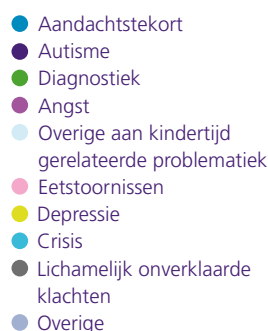 Aandachtstekort
Autisme
Diagnostiek
Angst
Overige aan kindertijd
gerelateerde problematiek
Eetstoornissen
Depressie
Crisis
Lichamelijk onverklaarde
klachten
Overige